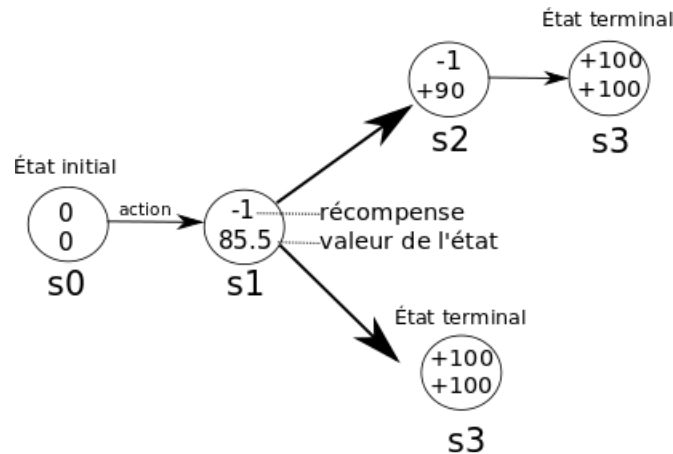 État terminal
-1
+90
s2
+100
+100
s3
État initial
0
0
s0
action
-1
récompense
85.5
valeur de l'état
s1
État terminal
+100
+100
s3